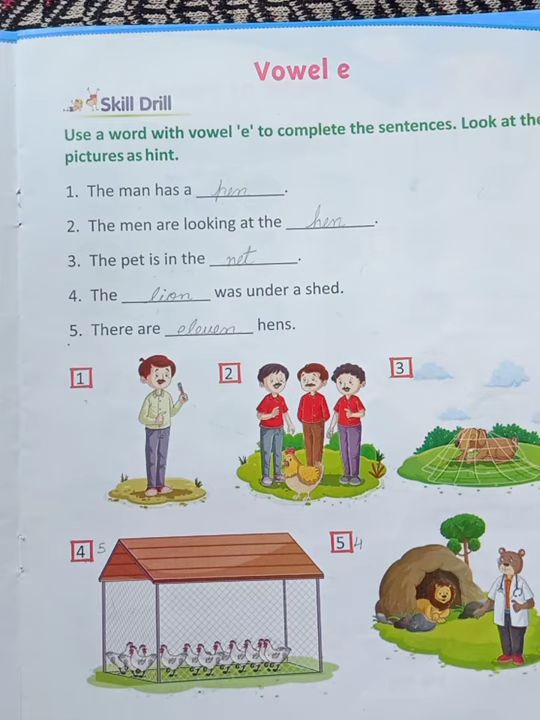 Vowel e
Skill Drill
Use a word with vowel 'e' to complete the sentences. Look at the
pictures as hint.
1. The man has a pen.
2. The men are looking at the hen.
3. The pet is in the net.
4. The lion was under a shed.
5. There are eleven hens.
1
2
3
4 5
5 4